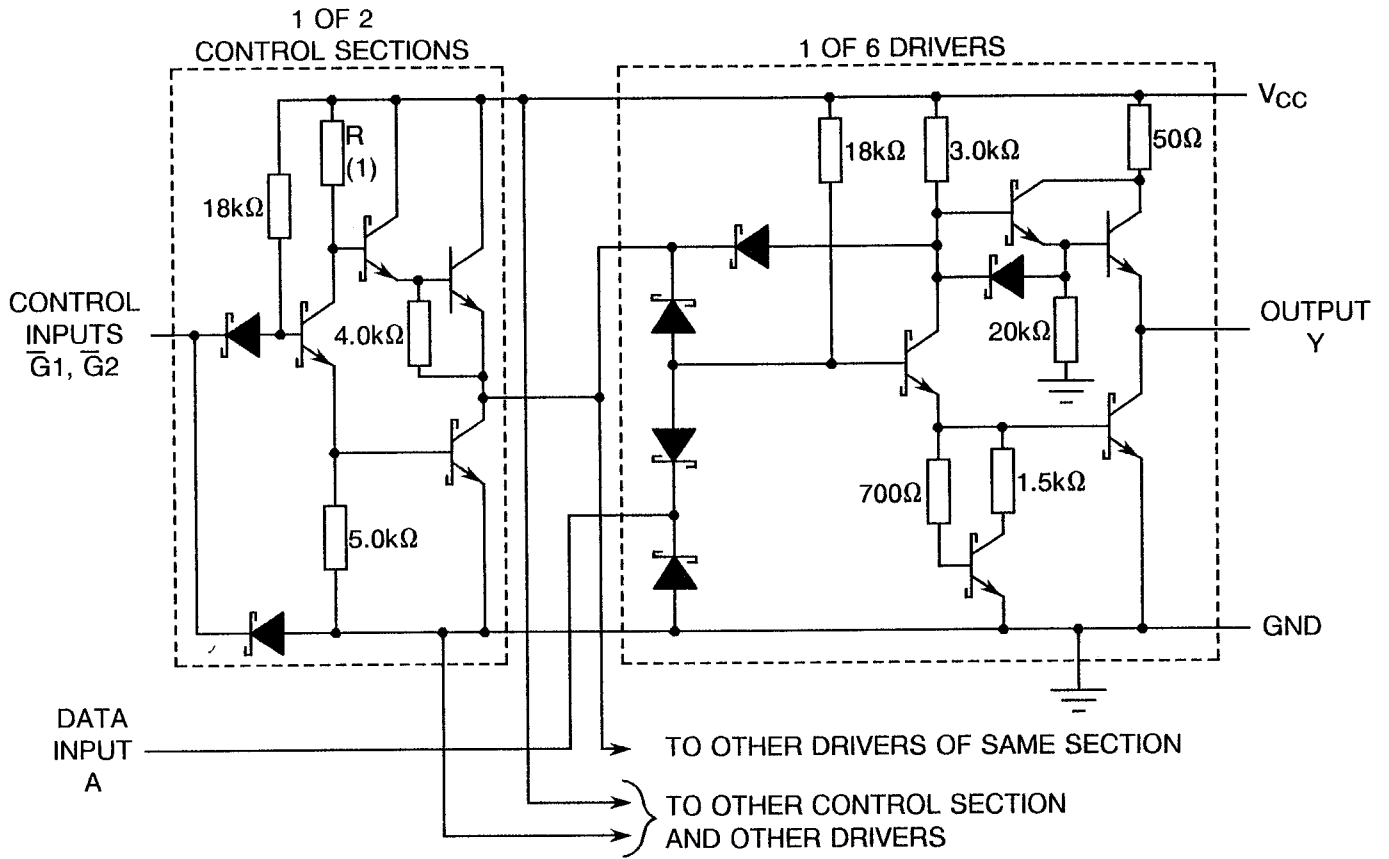 1 OF 2
CONTROL SECTIONS
1 OF 6 DRIVERS
VCC
R
(1)
18kΩ
3.0kΩ
50Ω
18kΩ
CONTROL
INPUTS
G̅1, G̅2
4.0kΩ
20kΩ
OUTPUT
Y
700Ω
1.5kΩ
5.0kΩ
GND
DATA
INPUT
A
TO OTHER DRIVERS OF SAME SECTION
TO OTHER CONTROL SECTION
AND OTHER DRIVERS